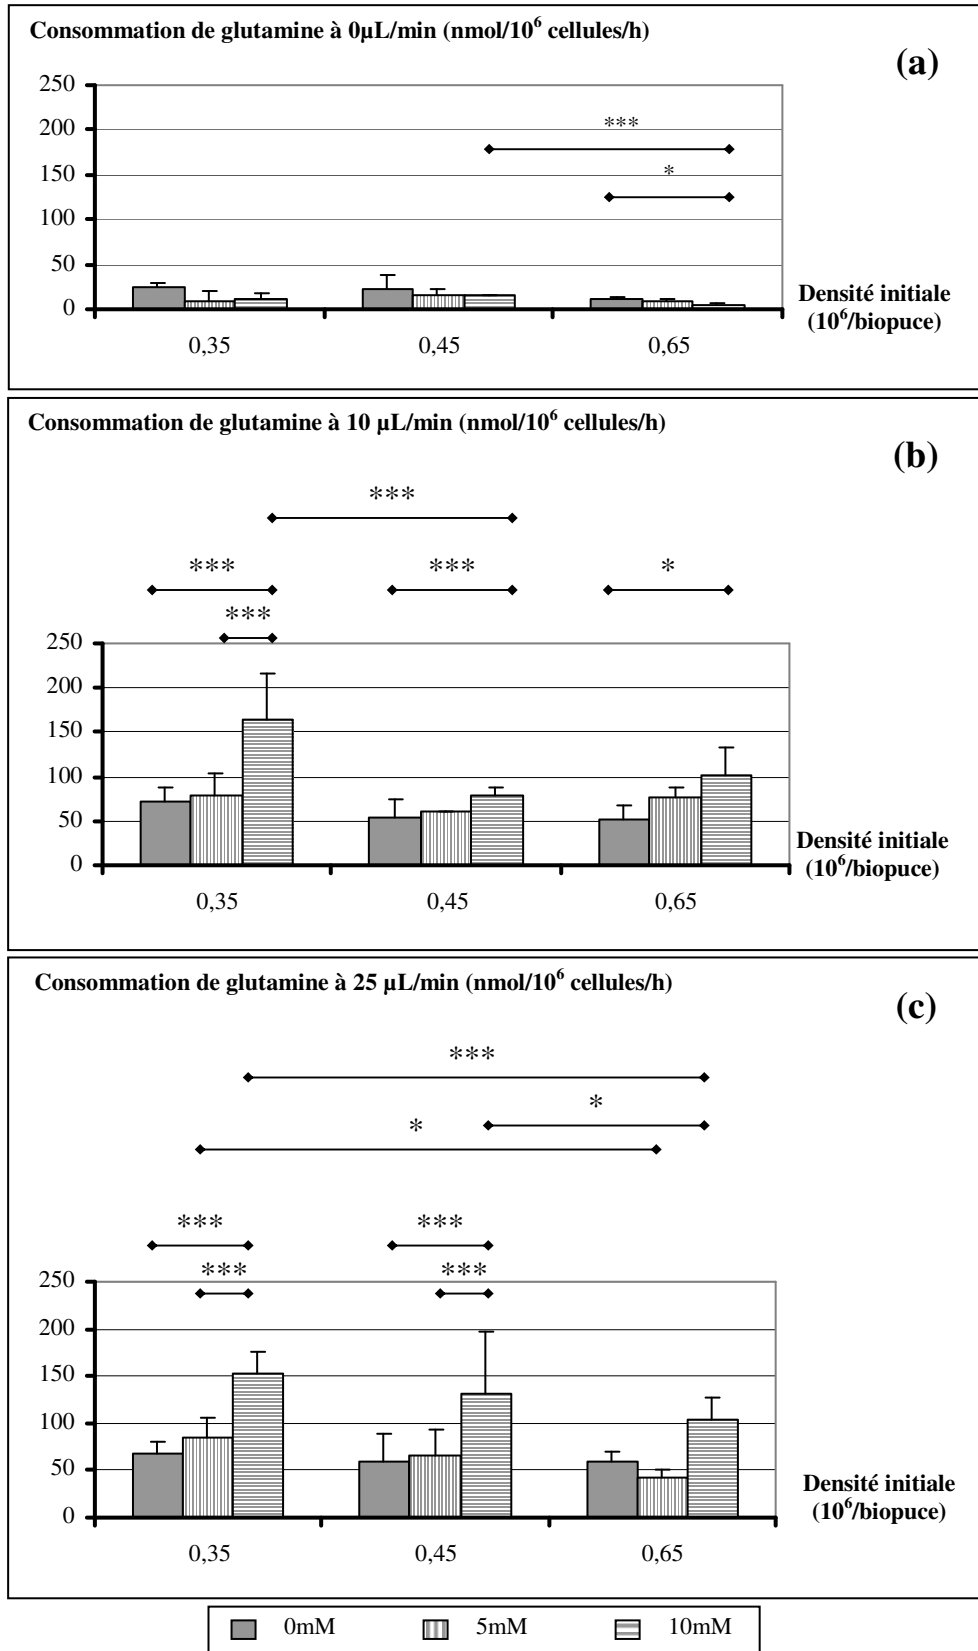 Consommation de glutamine à 0µL/min (nmol/10⁶ cellules/h)
(a)
250
200
150
100
50
0
***
*
Densité initiale
(10⁶/biopuce)
0,35
0,45
0,65
Consommation de glutamine à 10 µL/min (nmol/10⁶ cellules/h)
(b)
***
***
***
*
***
250
200
150
100
50
0
Densité initiale
(10⁶/biopuce)
0,35
0,45
0,65
Consommation de glutamine à 25 µL/min (nmol/10⁶ cellules/h)
(c)
***
*
*
***
***
***
***
250
200
150
100
50
0
Densité initiale
(10⁶/biopuce)
0,35
0,45
0,65
0mM
5mM
10mM